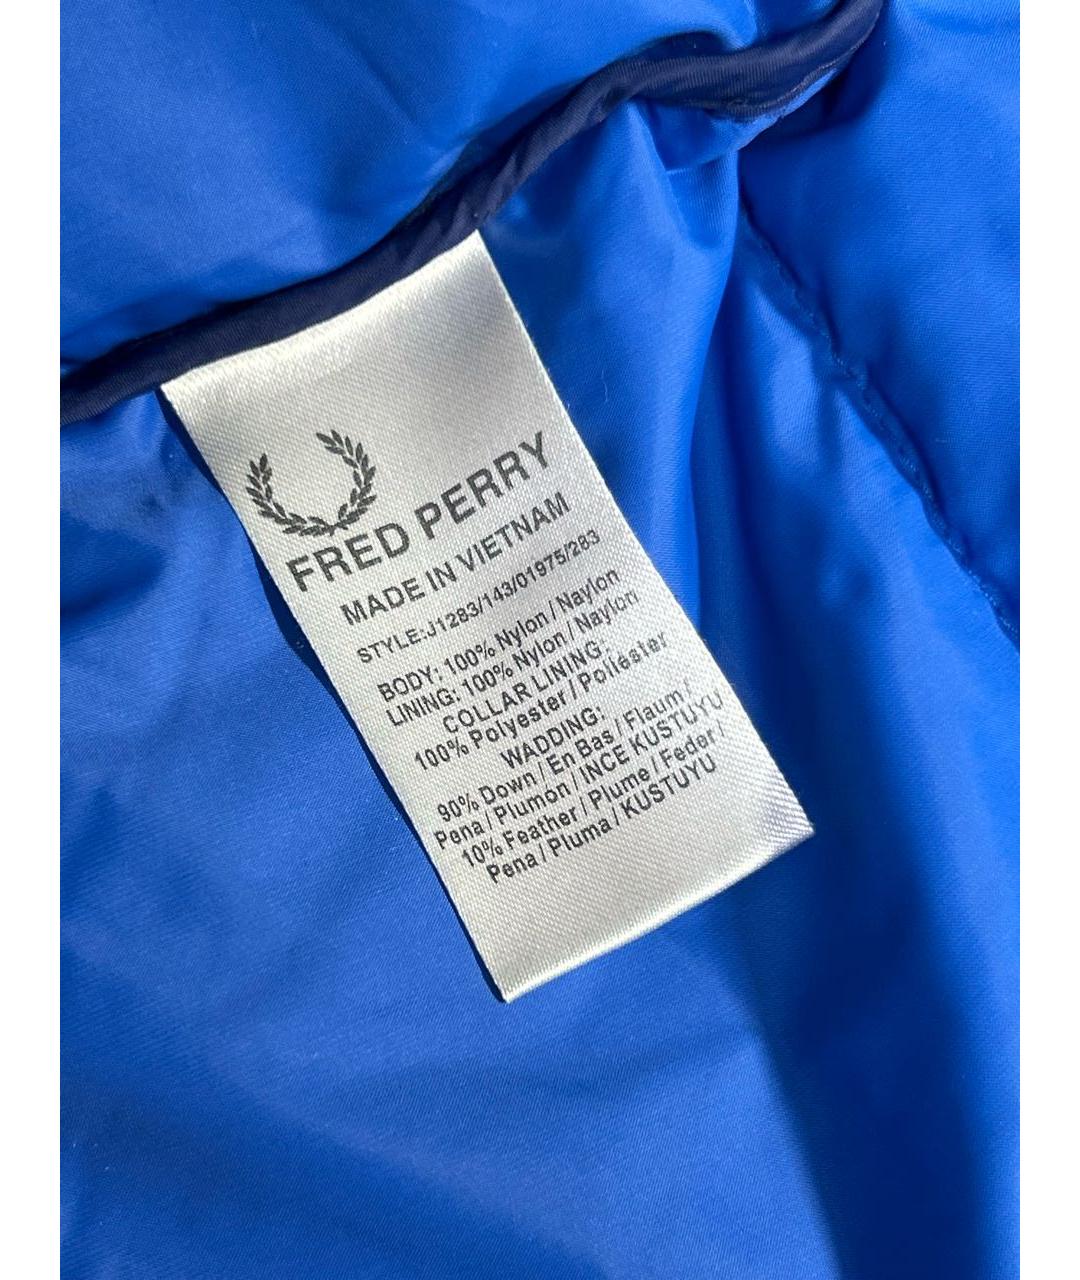 FRED PERRY
MADE IN VIETNAM
STYLE:J1283/143/01975/283
BODY: 100% Nylon / Naylon
LINING: 100% Nylon / Naylon
COLLAR LINING:
100% Polyester / Poliéster
WADDING:
90% Down / En Bas / Flaum /
Pena / Plumon / INCE KUSTUYU
10% Feather / Plume / Feder /
Pena / Pluma / KUSTUYU